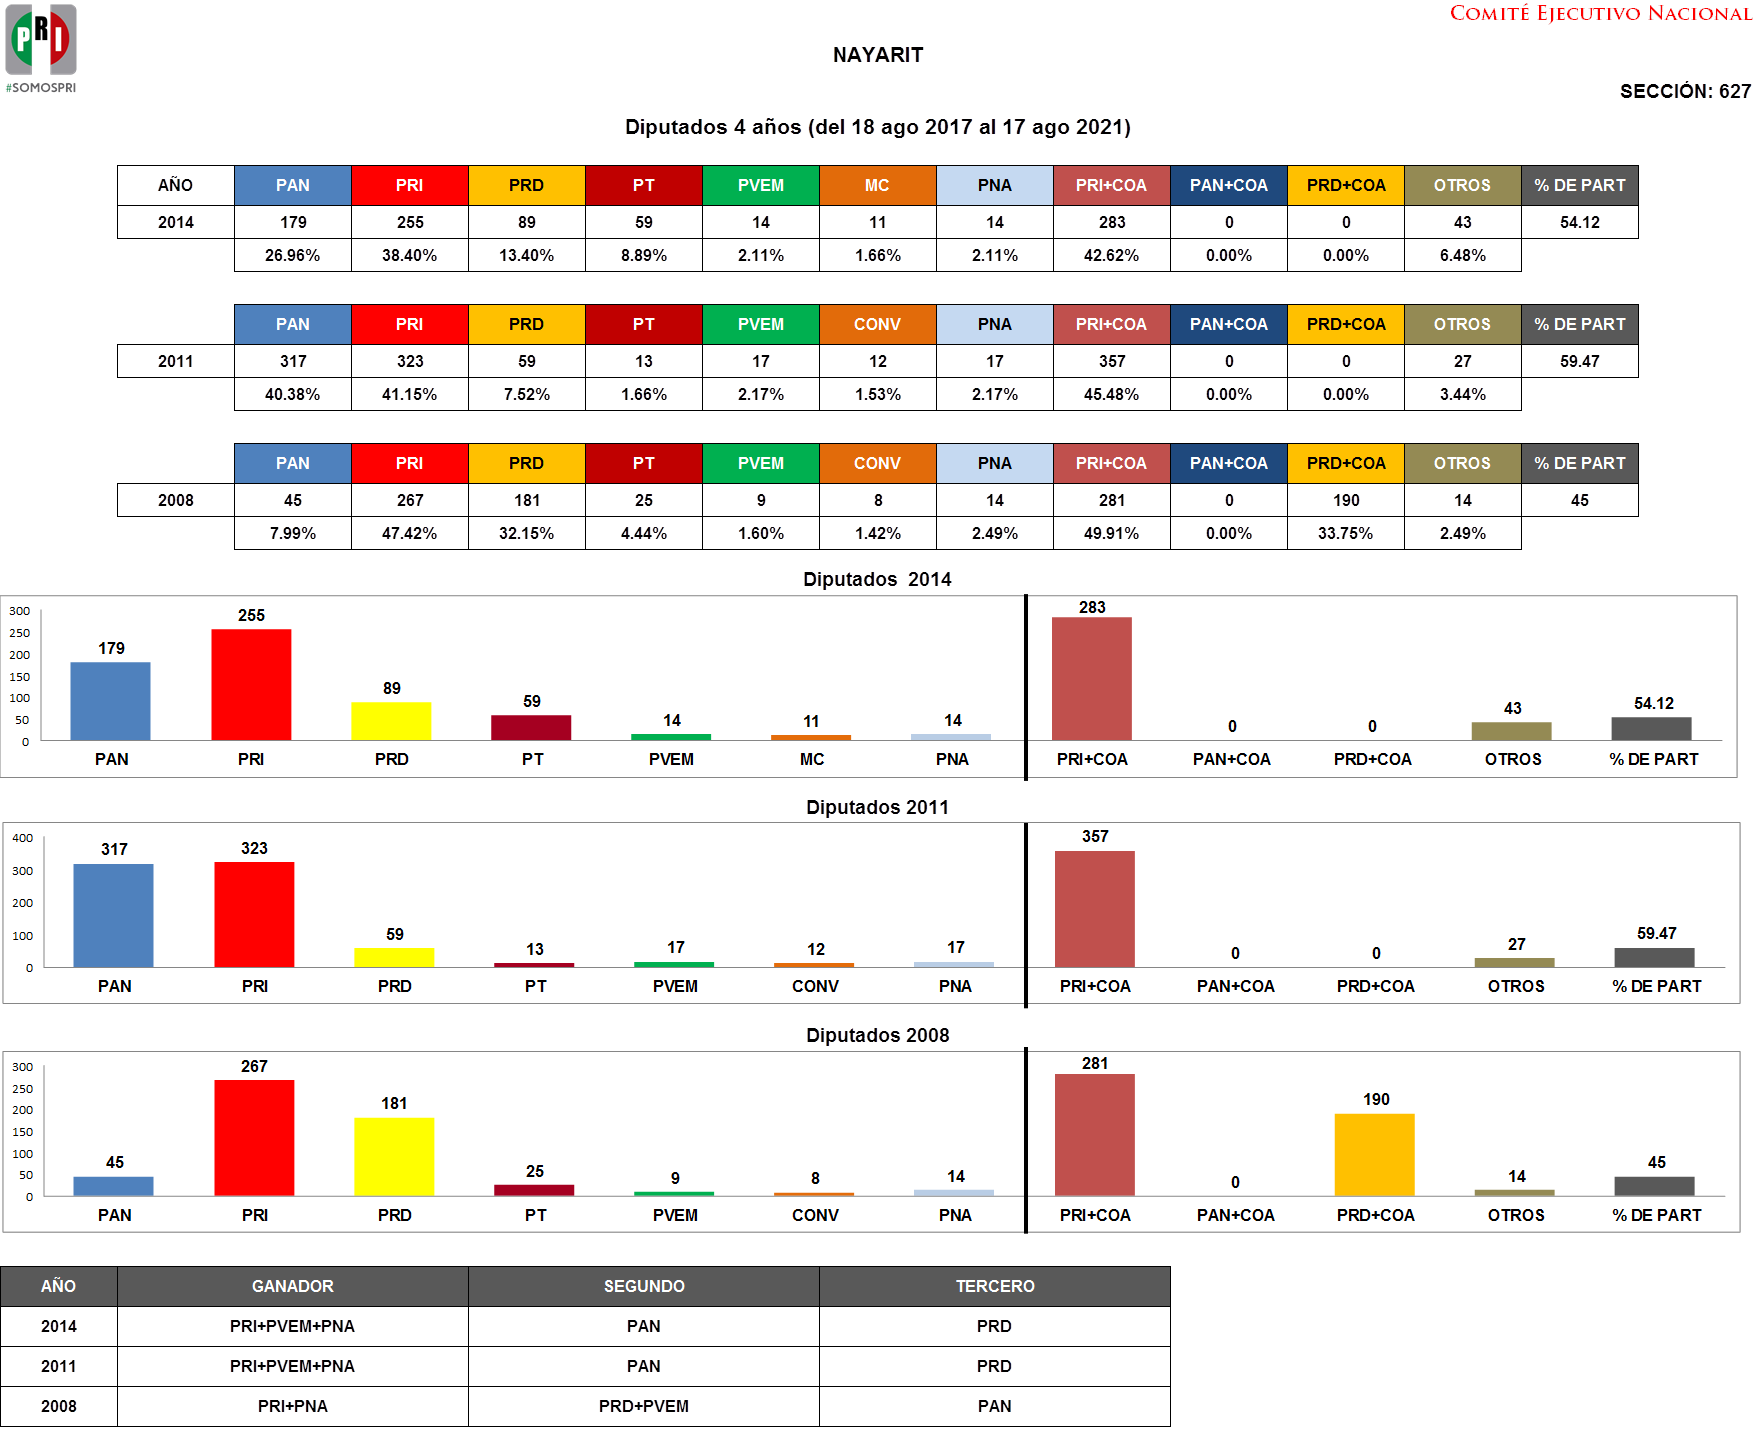 PRI
#SOMOSPRI
COMITÉ EJECUTIVO NACIONAL
NAYARIT
SECCIÓN: 627
Diputados 4 años (del 18 ago 2017 al 17 ago 2021)
AÑO PAN PRI PRD PT PVEM MC PNA PRI+COA PAN+COA PRD+COA OTROS % DE PART
2014 179 255 89 59 14 11 14 283 0 0 43 54.12
26.96% 38.40% 13.40% 8.89% 2.11% 1.66% 2.11% 42.62% 0.00% 0.00% 6.48%
PAN PRI PRD PT PVEM CONV PNA PRI+COA PAN+COA PRD+COA OTROS % DE PART
2011 317 323 59 13 17 12 17 357 0 0 27 59.47
40.38% 41.15% 7.52% 1.66% 2.17% 1.53% 2.17% 45.48% 0.00% 0.00% 3.44%
PAN PRI PRD PT PVEM CONV PNA PRI+COA PAN+COA PRD+COA OTROS % DE PART
2008 45 267 181 25 9 8 14 281 0 190 14 45
7.99% 47.42% 32.15% 4.44% 1.60% 1.42% 2.49% 49.91% 0.00% 33.75% 2.49%
Diputados 2014
300
250
200
150
100
50
0
179 255 89 59 14 11 14 283 0 0 43 54.12
PAN PRI PRD PT PVEM MC PNA PRI+COA PAN+COA PRD+COA OTROS % DE PART
Diputados 2011
400
300
200
100
0
317 323 59 13 17 12 17 357 0 0 27 59.47
PAN PRI PRD PT PVEM CONV PNA PRI+COA PAN+COA PRD+COA OTROS % DE PART
Diputados 2008
300
250
200
150
100
50
0
45 267 181 25 9 8 14 281 0 190 14 45
PAN PRI PRD PT PVEM CONV PNA PRI+COA PAN+COA PRD+COA OTROS % DE PART
AÑO GANADOR SEGUNDO TERCERO
2014 PRI+PVEM+PNA PAN PRD
2011 PRI+PVEM+PNA PAN PRD
2008 PRI+PNA PRD+PVEM PAN